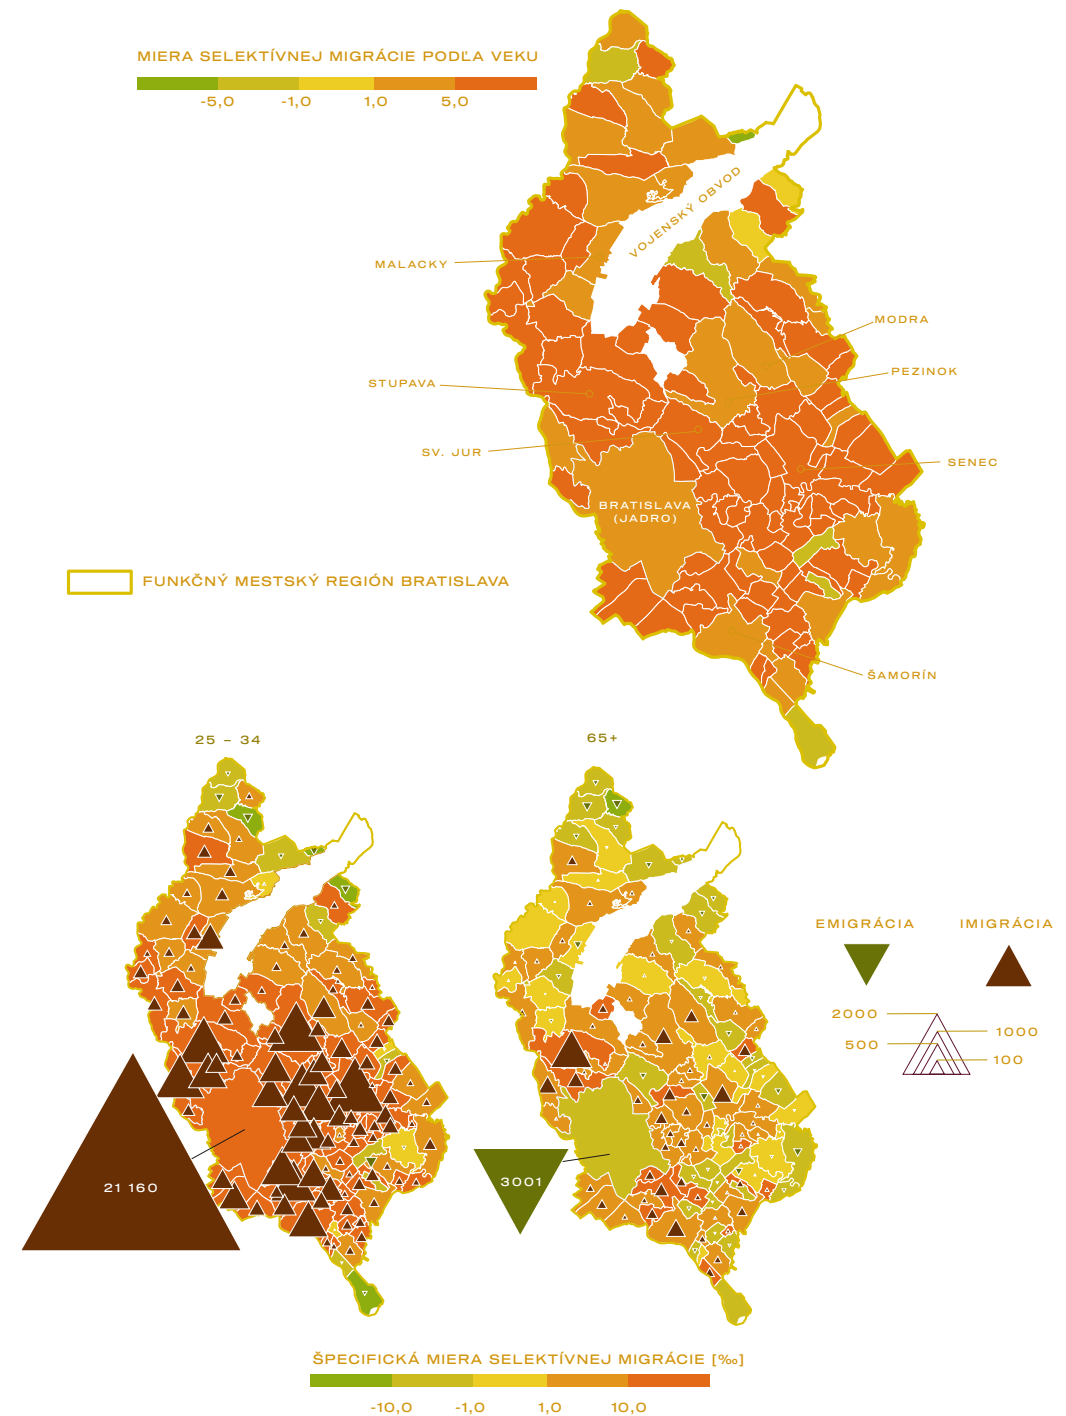 MIERA SELEKTÍVNEJ MIGRÁCIE PODĽA VEKU
-5,0 -1,0 1,0 5,0
VOJENSKÝ OBVOD
MALACKY
MODRA
PEZINOK
STUPAVA
SV. JUR
SENEC
BRATISLAVA
(JADRO)
FUNKČNÝ MESTSKÝ REGIÓN BRATISLAVA
ŠAMORÍN
25 – 34
65+
EMIGRÁCIA IMIGRÁCIA
2000
1000
500
100
21 160
3001
ŠPECIFICKÁ MIERA SELEKTÍVNEJ MIGRÁCIE [‰]
-10,0 -1,0 1,0 10,0